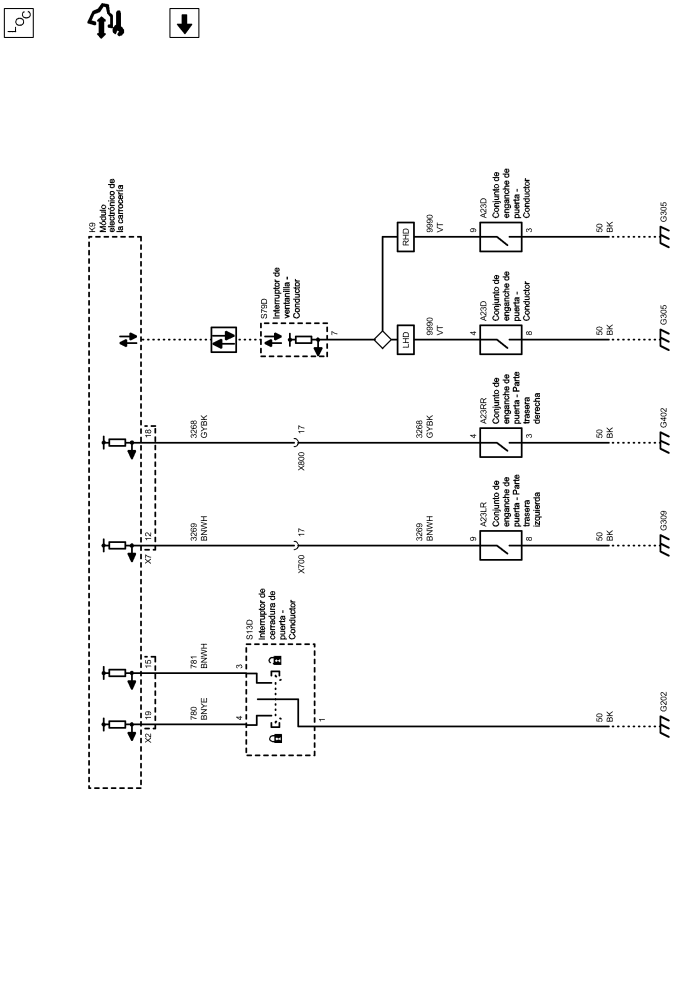 LOC
K9
Módulo
electrónico de
la carrocería
X2
19
15
X7
12
18
780
BNYE
781
BNWH
3269
BNWH
3268
GYBK
S13D
Interruptor de
cerradura de
puerta -
Conductor
4
3
1
X700
17
X800
17
S79D
Interruptor de
ventanilla -
Conductor
7
LHD
RHD
3269
BNWH
3268
GYBK
9990
VT
9990
VT
9
A23LR
Conjunto de
enganche de
puerta - Parte
trasera
izquierda
8
4
A23RR
Conjunto de
enganche de
puerta - Parte
trasera
derecha
3
4
A23D
Conjunto de
enganche de
puerta -
Conductor
8
9
A23D
Conjunto de
enganche de
puerta -
Conductor
3
50
BK
50
BK
50
BK
50
BK
50
BK
G202
G309
G402
G305
G305